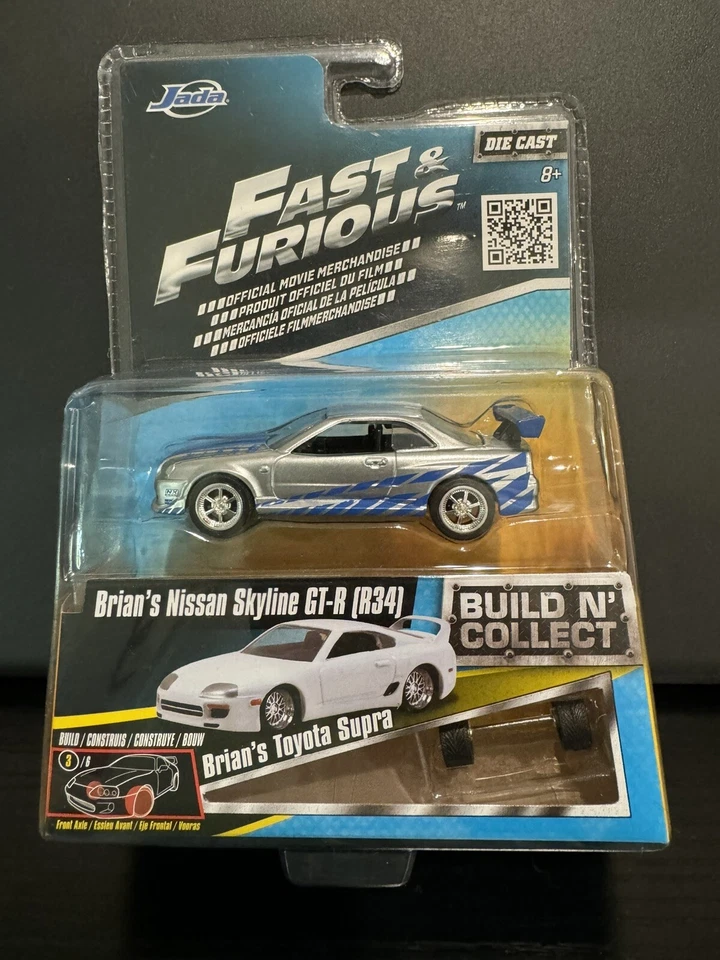 Jada
DIE CAST
8+
FAST &
FURIOUS™
OFFICIAL MOVIE MERCHANDISE
PRODUIT OFFICIEL DU FILM
MERCANCÍA OFICIAL DE LA PELÍCULA
OFFICIELE FILMMERCHANDISE
Brian's Nissan Skyline GT-R (R34)
BUILD N'
COLLECT
Brian's Toyota Supra
BUILD / CONSTRUIS / CONSTRUYE / BOUW
3 / 6
Front Axle / Essieu Avant / Eje Frontal / Vooras